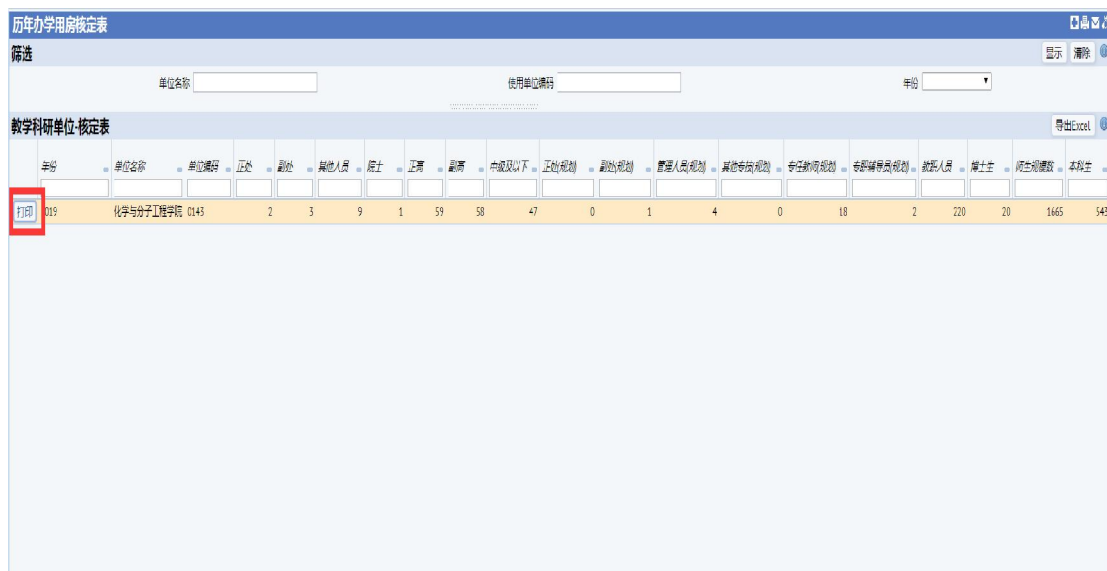 历年办学用房核定表
筛选 显示 清除
单位名称 使用单位编码 年份
教学科研单位-核定表 导出Excel
年份 单位名称 单位编码 正处 副处 其他人员 院士 正高 副高 中级及以下 正处(规划) 副处(规划) 管理人员(规划) 其他专技(规划) 专任教师(规划) 专职辅导员(规划) 教职人员 博士生 师生规模数 本科生
打印 019 化学与分子工程学院 0143 2 3 9 1 59 58 47 0 1 4 0 18 2 220 20 1665 543